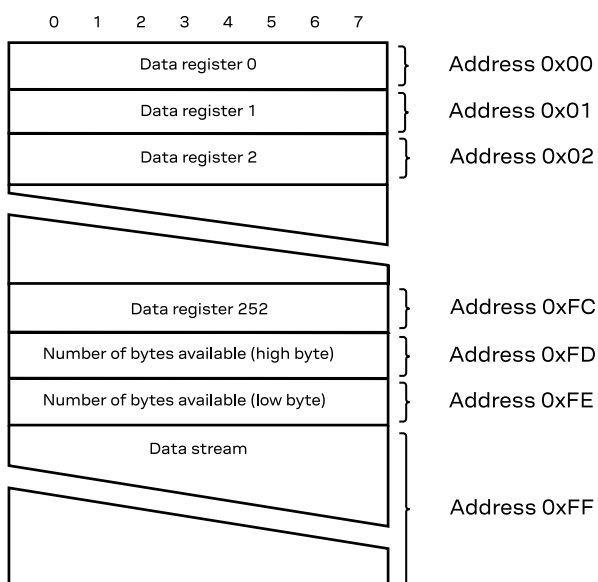 0 1 2 3 4 5 6 7
Data register 0 Address 0x00
Data register 1 Address 0x01
Data register 2 Address 0x02
Data register 252 Address 0xFC
Number of bytes available (high byte) Address 0xFD
Number of bytes available (low byte) Address 0xFE
Data stream
Address 0xFF